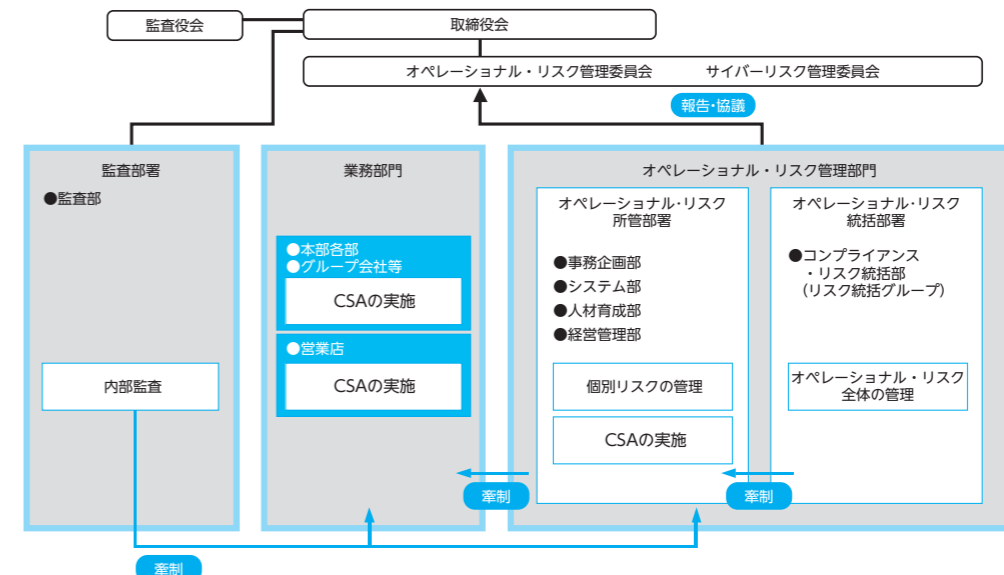 監査役会
取締役会
オペレーショナル・リスク管理委員会 サイバーリスク管理委員会
報告・協議
監査部署
●監査部
内部監査
業務部門
●本部各部
●グループ会社等
CSAの実施
●営業店
CSAの実施
オペレーショナル・リスク管理部門
オペレーショナル・リスク
所管部署
●事務企画部
●システム部
●人材育成部
●経営管理部
個別リスクの管理
CSAの実施
オペレーショナル・リスク
統括部署
●コンプライアンス
・リスク統括部
(リスク統括グループ)
オペレーショナル・リスク
全体の管理
牽制
牽制
牽制